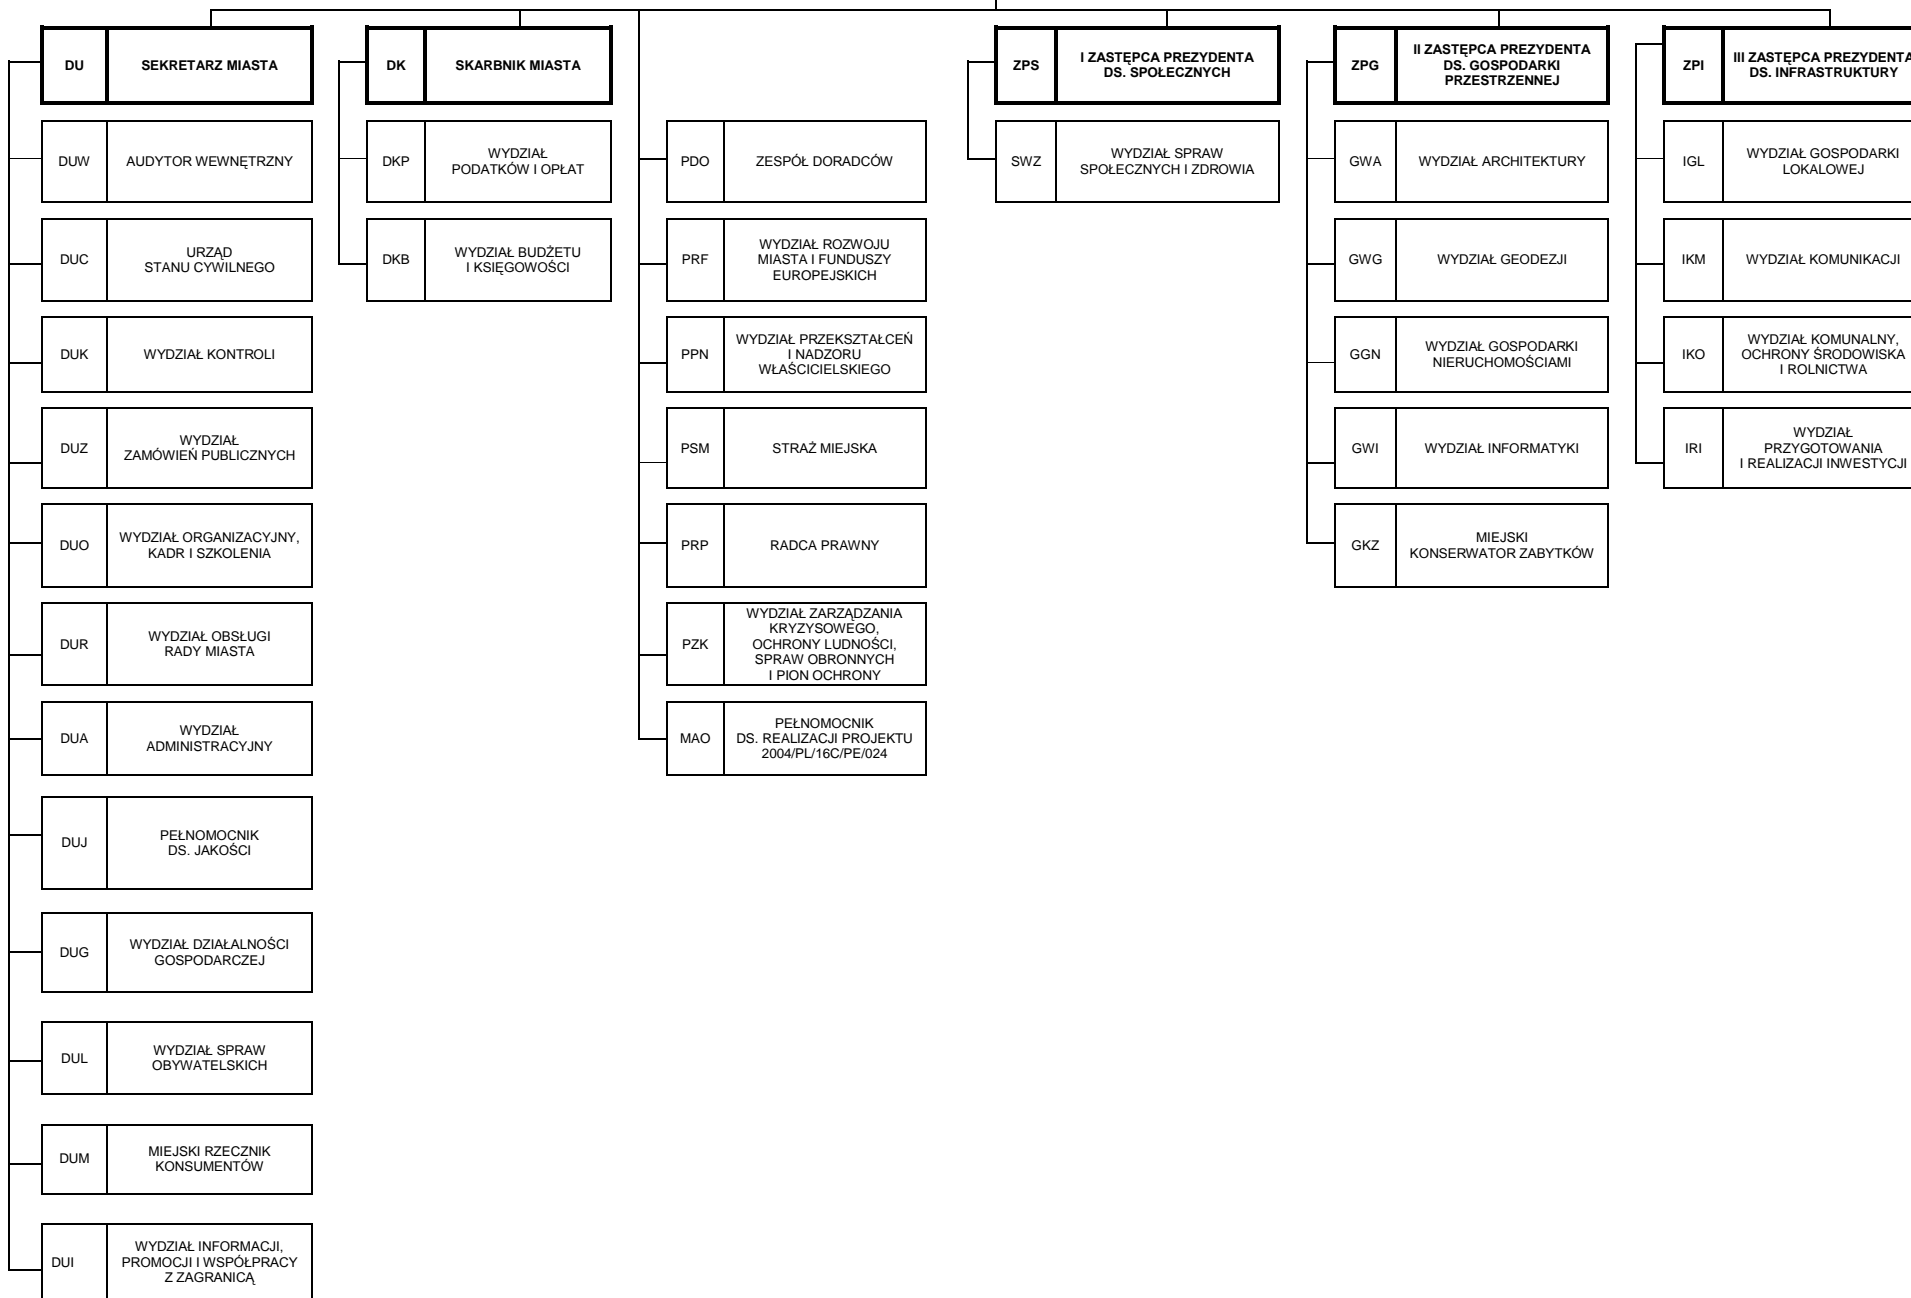 DU
SEKRETARZ MIASTA
DUW
AUDYTOR WEWNĘTRZNY
DUC
URZĄD
STANU CYWILNEGO
DUK
WYDZIAŁ KONTROLI
DUZ
WYDZIAŁ
ZAMÓWIEŃ PUBLICZNYCH
DUO
WYDZIAŁ ORGANIZACYJNY,
KADR I SZKOLENIA
DUR
WYDZIAŁ OBSŁUGI
RADY MIASTA
DUA
WYDZIAŁ
ADMINISTRACYJNY
DUJ
PEŁNOMOCNIK
DS. JAKOŚCI
DUG
WYDZIAŁ DZIAŁALNOŚCI
GOSPODARCZEJ
DUL
WYDZIAŁ SPRAW
OBYWATELSKICH
DUM
MIEJSKI RZECZNIK
KONSUMENTÓW
DUI
WYDZIAŁ INFORMACJI,
PROMOCJI I WSPÓŁPRACY
Z ZAGRANICĄ
DK
SKARBNIK MIASTA
DKP
WYDZIAŁ
PODATKÓW I OPŁAT
DKB
WYDZIAŁ BUDŻETU
I KSIĘGOWOŚCI
PDO
ZESPÓŁ DORADCÓW
PRF
WYDZIAŁ ROZWOJU
MIASTA I FUNDUSZY
EUROPEJSKICH
PPN
WYDZIAŁ PRZEKSZTAŁCEŃ
I NADZORU
WŁAŚCICIELSKIEGO
PSM
STRAŻ MIEJSKA
PRP
RADCA PRAWNY
PZK
WYDZIAŁ ZARZĄDZANIA
KRYZYSOWEGO,
OCHRONY LUDNOŚCI,
SPRAW OBRONNYCH
I PION OCHRONY
MAO
PEŁNOMOCNIK
DS. REALIZACJI PROJEKTU
2004/PL/16C/PE/024
ZPS
I ZASTĘPCA PREZYDENTA
DS. SPOŁECZNYCH
SWZ
WYDZIAŁ SPRAW
SPOŁECZNYCH I ZDROWIA
ZPG
II ZASTĘPCA PREZYDENTA
DS. GOSPODARKI
PRZESTRZENNEJ
GWA
WYDZIAŁ ARCHITEKTURY
GWG
WYDZIAŁ GEODEZJI
GGN
WYDZIAŁ GOSPODARKI
NIERUCHOMOŚCIAMI
GWI
WYDZIAŁ INFORMATYKI
GKZ
MIEJSKI
KONSERWATOR ZABYTKÓW
ZPI
III ZASTĘPCA PREZYDENTA
DS. INFRASTRUKTURY
IGL
WYDZIAŁ GOSPODARKI
LOKALOWEJ
IKM
WYDZIAŁ KOMUNIKACJI
IKO
WYDZIAŁ KOMUNALNY,
OCHRONY ŚRODOWISKA
I ROLNICTWA
IRI
WYDZIAŁ
PRZYGOTOWANIA
I REALIZACJI INWESTYCJI